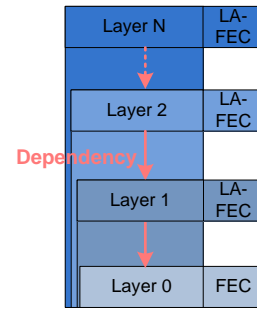 Layer N
LA-
FEC
Layer 2
LA-
FEC
Dependency
Layer 1
LA-
FEC
Layer 0
FEC